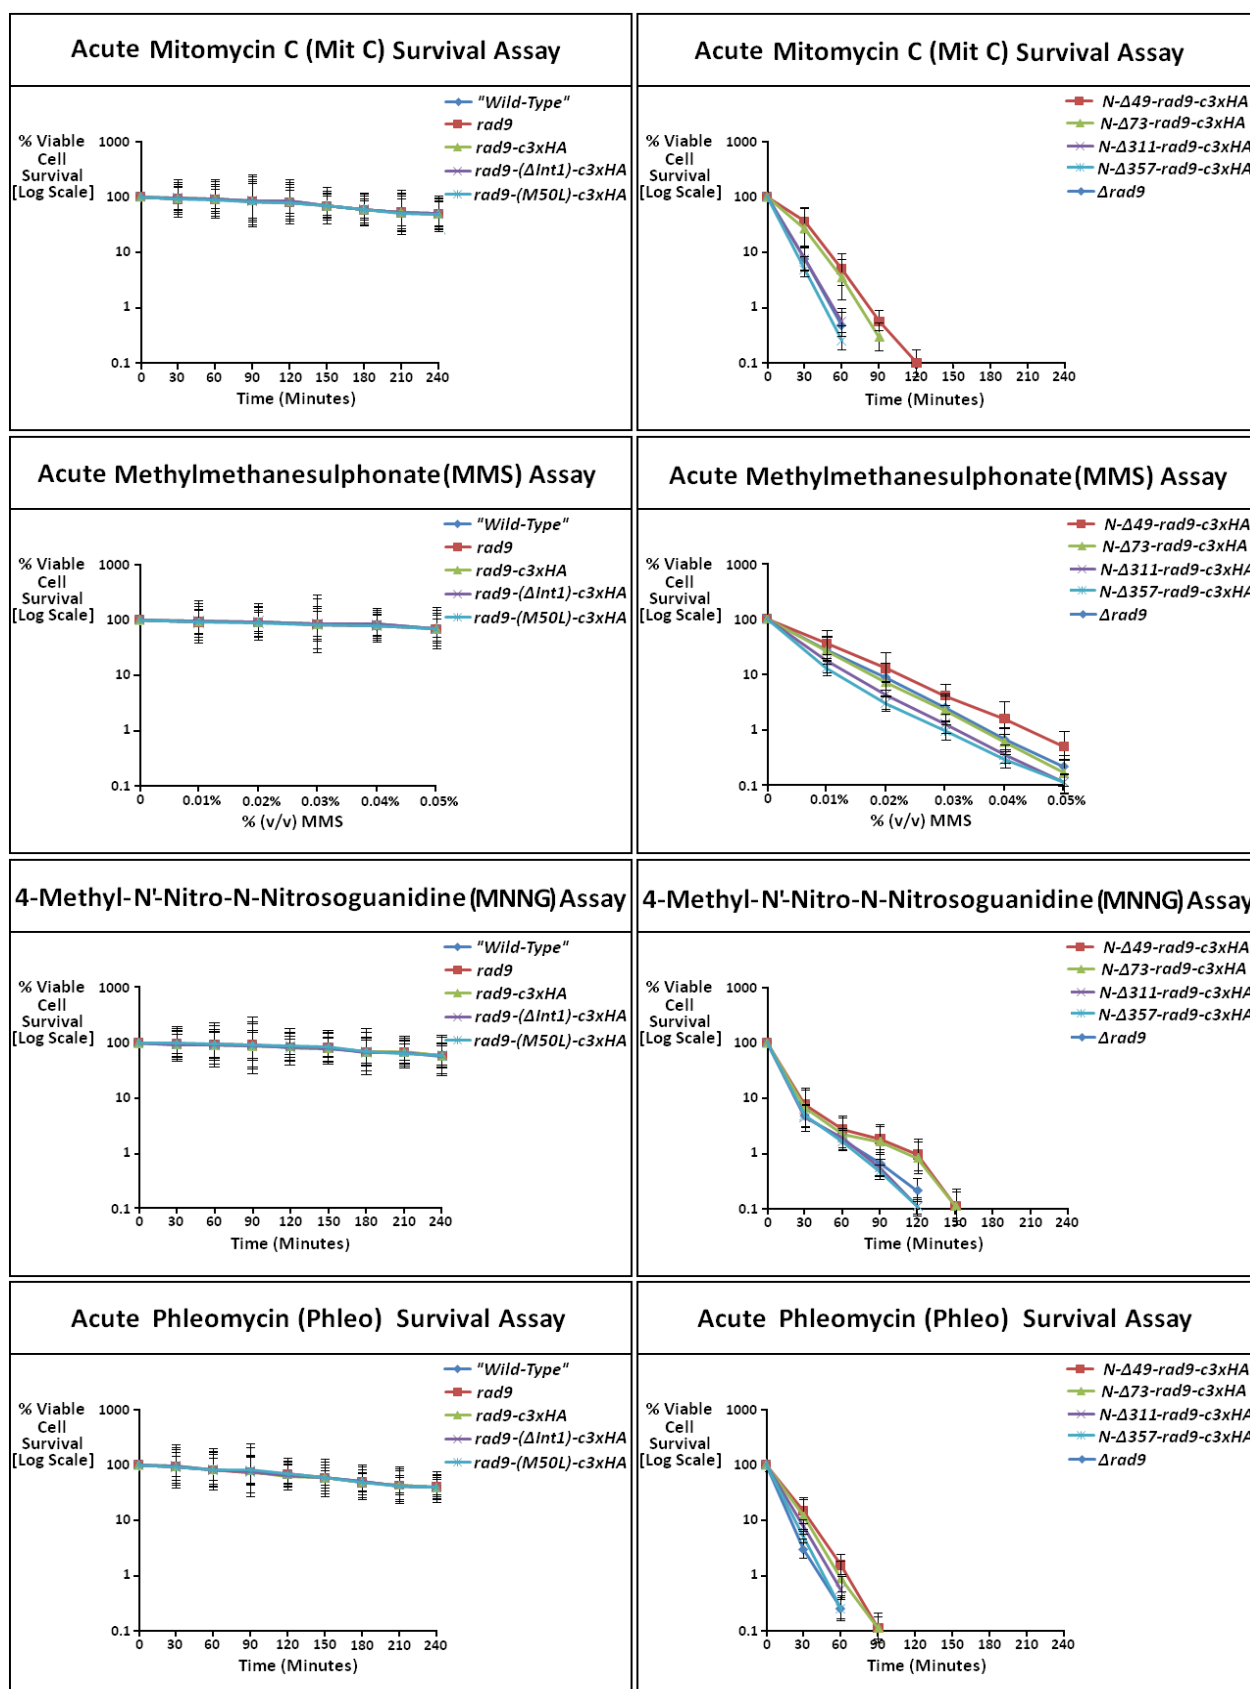 Acute Mitomycin C (Mit C) Survival Assay
"Wild-Type"
rad9
rad9-c3xHA
rad9-(ΔInt1)-c3xHA
rad9-(M50L)-c3xHA
% Viable
Cell
Survival
[Log Scale]
1000
100
10
1
0.1
0 30 60 90 120 150 180 210 240
Time (Minutes)
Acute Mitomycin C (Mit C) Survival Assay
N-Δ49-rad9-c3xHA
N-Δ73-rad9-c3xHA
N-Δ311-rad9-c3xHA
N-Δ357-rad9-c3xHA
Δrad9
% Viable
Cell
Survival
[Log Scale]
1000
100
10
1
0.1
0 30 60 90 120 150 180 210 240
Time (Minutes)
Acute Methylmethanesulphonate (MMS) Assay
"Wild-Type"
rad9
rad9-c3xHA
rad9-(ΔInt1)-c3xHA
rad9-(M50L)-c3xHA
% Viable
Cell
Survival
[Log Scale]
1000
100
10
1
0.1
0 0.01% 0.02% 0.03% 0.04% 0.05%
% (v/v) MMS
Acute Methylmethanesulphonate (MMS) Assay
N-Δ49-rad9-c3xHA
N-Δ73-rad9-c3xHA
N-Δ311-rad9-c3xHA
N-Δ357-rad9-c3xHA
Δrad9
% Viable
Cell
Survival
[Log Scale]
1000
100
10
1
0.1
0 0.01% 0.02% 0.03% 0.04% 0.05%
% (v/v) MMS
4-Methyl-N'-Nitro-N-Nitrosoguanidine (MNNG) Assay
"Wild-Type"
rad9
rad9-c3xHA
rad9-(ΔInt1)-c3xHA
rad9-(M50L)-c3xHA
% Viable
Cell
Survival
[Log Scale]
1000
100
10
1
0.1
0 30 60 90 120 150 180 210 240
Time (Minutes)
4-Methyl-N'-Nitro-N-Nitrosoguanidine (MNNG) Assay
N-Δ49-rad9-c3xHA
N-Δ73-rad9-c3xHA
N-Δ311-rad9-c3xHA
N-Δ357-rad9-c3xHA
Δrad9
% Viable
Cell
Survival
[Log Scale]
1000
100
10
1
0.1
0 30 60 90 120 150 180 210 240
Time (Minutes)
Acute Phleomycin (Phleo) Survival Assay
"Wild-Type"
rad9
rad9-c3xHA
rad9-(ΔInt1)-c3xHA
rad9-(M50L)-c3xHA
% Viable
Cell
Survival
[Log Scale]
1000
100
10
1
0.1
0 30 60 90 120 150 180 210 240
Time (Minutes)
Acute Phleomycin (Phleo) Survival Assay
N-Δ49-rad9-c3xHA
N-Δ73-rad9-c3xHA
N-Δ311-rad9-c3xHA
N-Δ357-rad9-c3xHA
Δrad9
% Viable
Cell
Survival
[Log Scale]
1000
100
10
1
0.1
0 30 60 90 120 150 180 210 240
Time (Minutes)